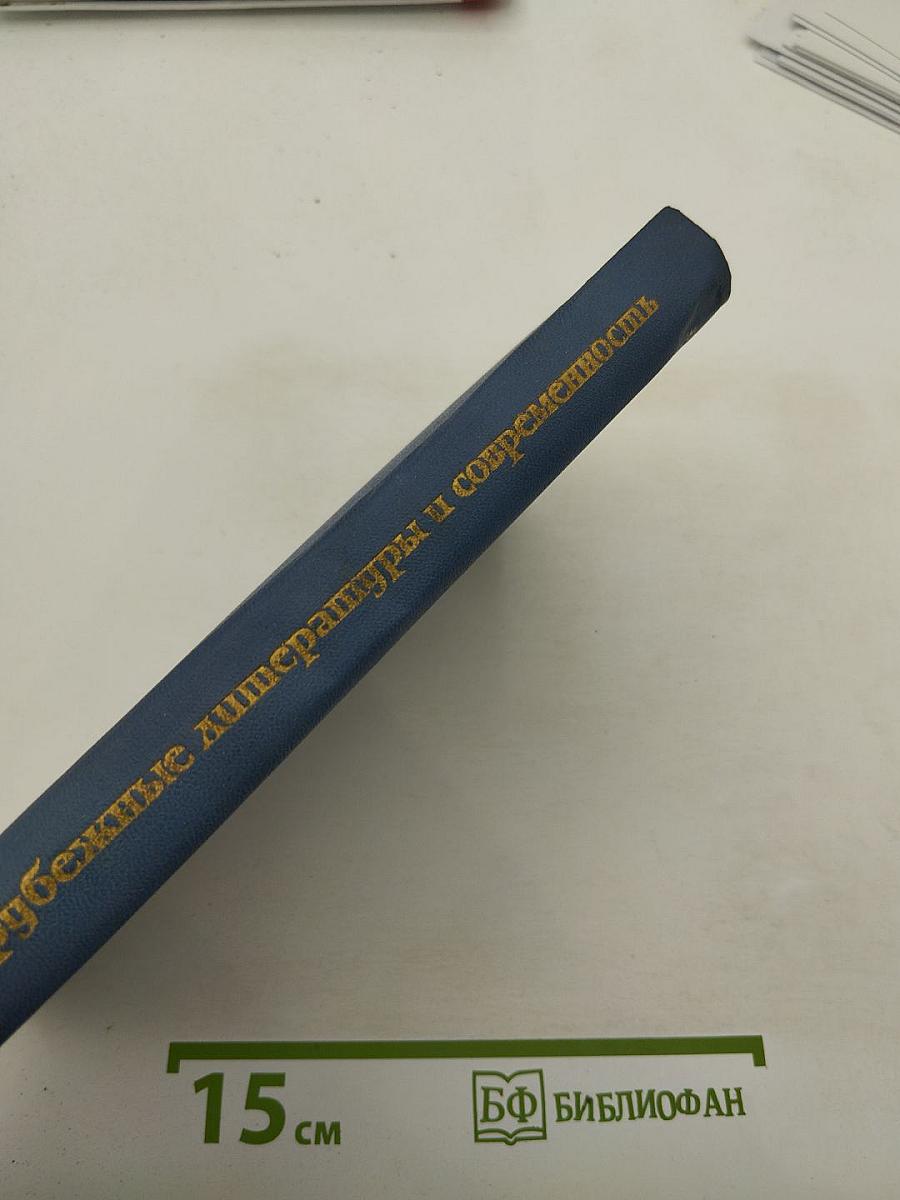 рубежные литературы и современность
15 см
БФ БИБЛИОФАН